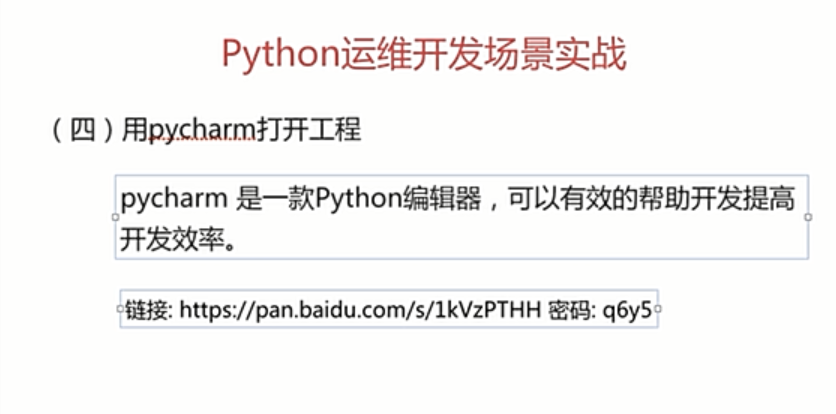 Python运维开发场景实战
（四）用pycharm打开工程
pycharm 是一款Python编辑器，可以有效的帮助开发提高
开发效率。
链接: https://pan.baidu.com/s/1kVzPTHH 密码: q6y5